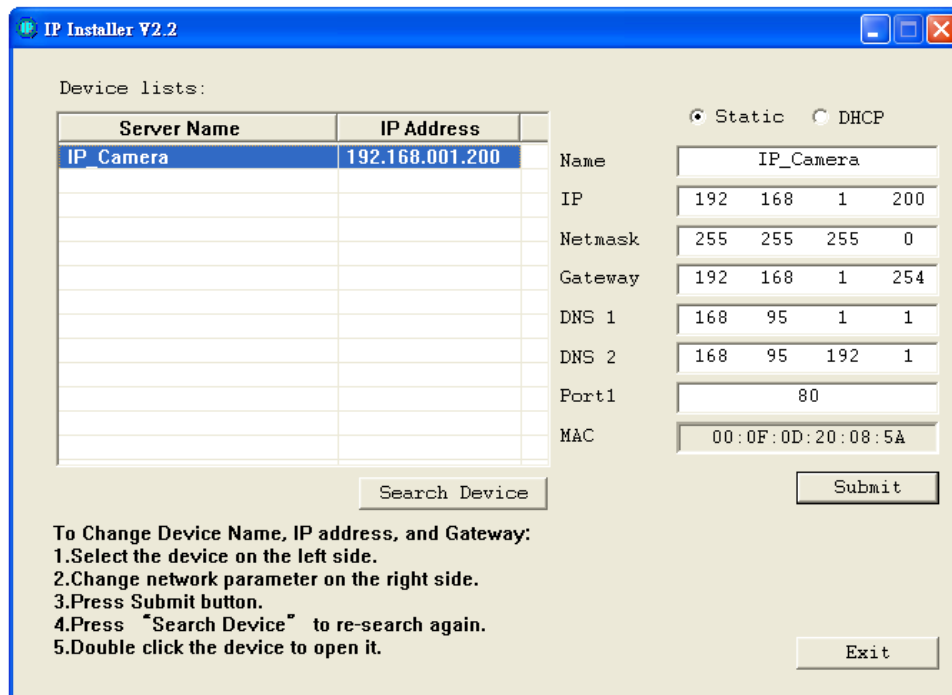 IP Installer V2.2
Device lists:
Server Name IP Address
IP_Camera 192.168.001.200
Static DHCP
Name IP_Camera
IP 192 168 1 200
Netmask 255 255 255 0
Gateway 192 168 1 254
DNS 1 168 95 1 1
DNS 2 168 95 192 1
Port1 80
MAC 00:0F:0D:20:08:5A
Search Device
Submit
To Change Device Name, IP address, and Gateway:
1.Select the device on the left side.
2.Change network parameter on the right side.
3.Press Submit button.
4.Press “Search Device” to re-search again.
5.Double click the device to open it.
Exit